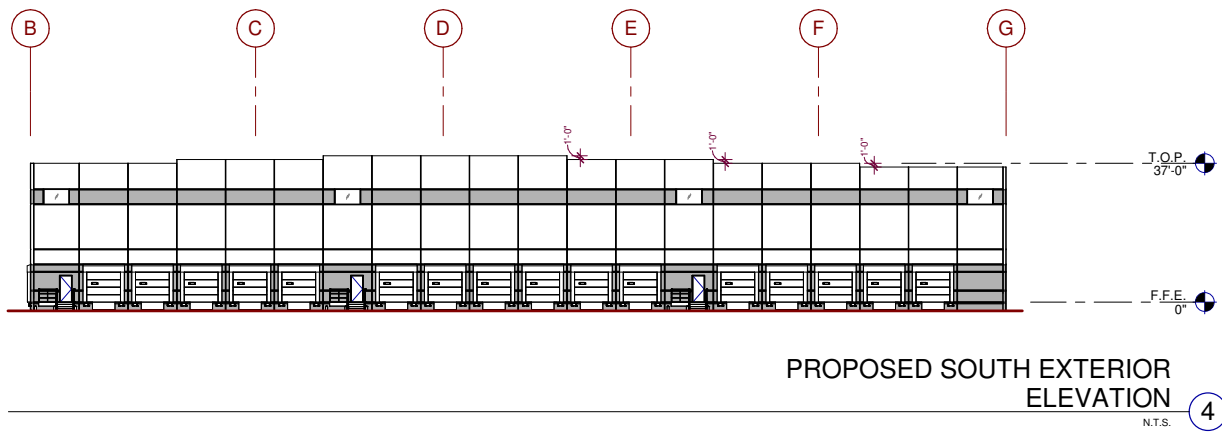 B
C
D
E
F
G
1'-0"
1'-0"
1'-0"
T.O.P.
37'-0"
F.F.E.
0"
PROPOSED SOUTH EXTERIOR
ELEVATION
N.T.S.
4